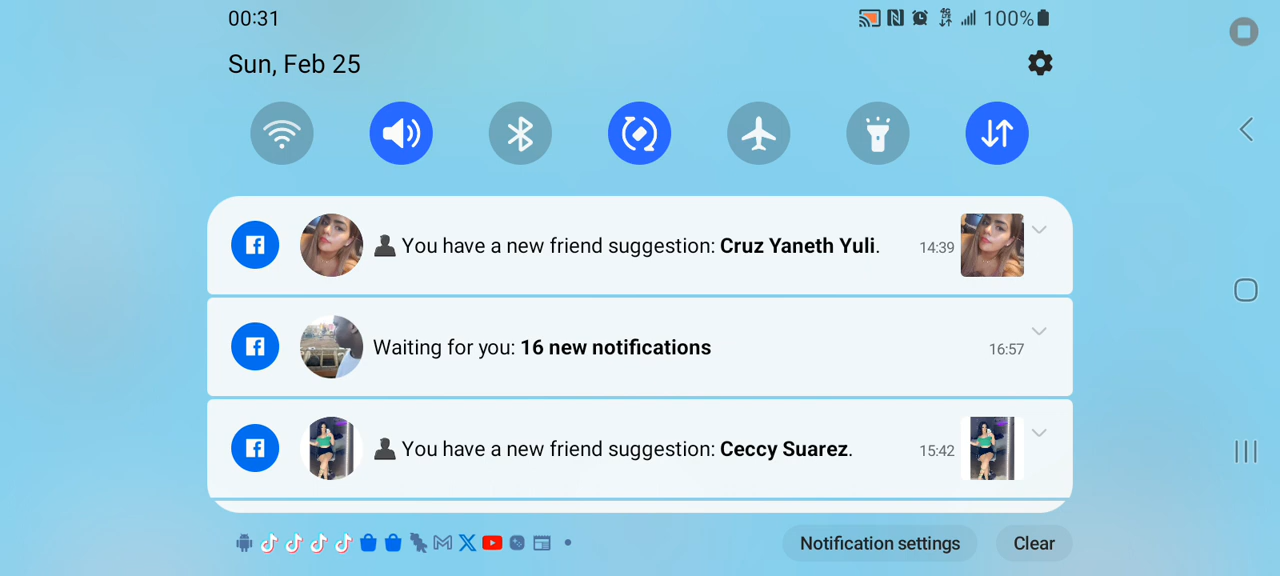 00:31
4G
100%
Sun, Feb 25
You have a new friend suggestion: Cruz Yaneth Yuli.
14:39
Waiting for you: 16 new notifications
16:57
You have a new friend suggestion: Ceccy Suarez.
15:42
Notification settings
Clear